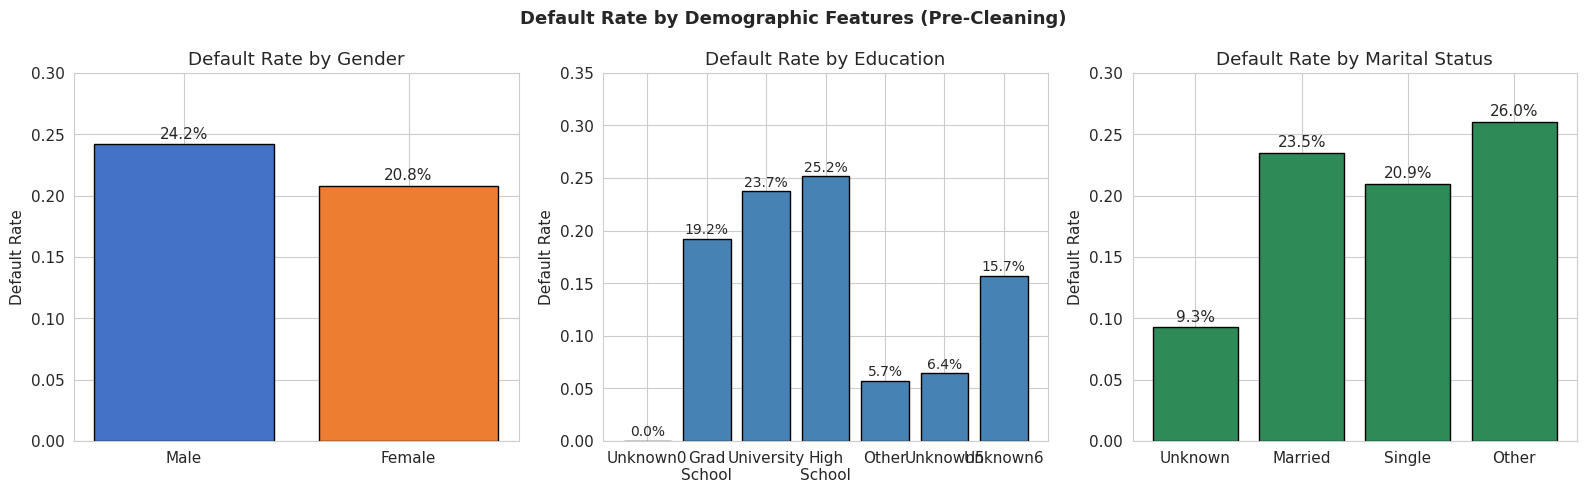 Default Rate by Demographic Features (Pre-Cleaning)
Default Rate by Gender
Default Rate
0.30
0.25
0.20
0.15
0.10
0.05
0.00
24.2%
20.8%
Male
Female
Default Rate by Education
Default Rate
0.35
0.30
0.25
0.20
0.15
0.10
0.05
0.00
0.0%
19.2%
23.7%
25.2%
5.7%
6.4%
15.7%
Unknown0
Grad
School
University
High
School
Other
Unknown5
Unknown6
Default Rate by Marital Status
Default Rate
0.30
0.25
0.20
0.15
0.10
0.05
0.00
9.3%
23.5%
20.9%
26.0%
Unknown
Married
Single
Other